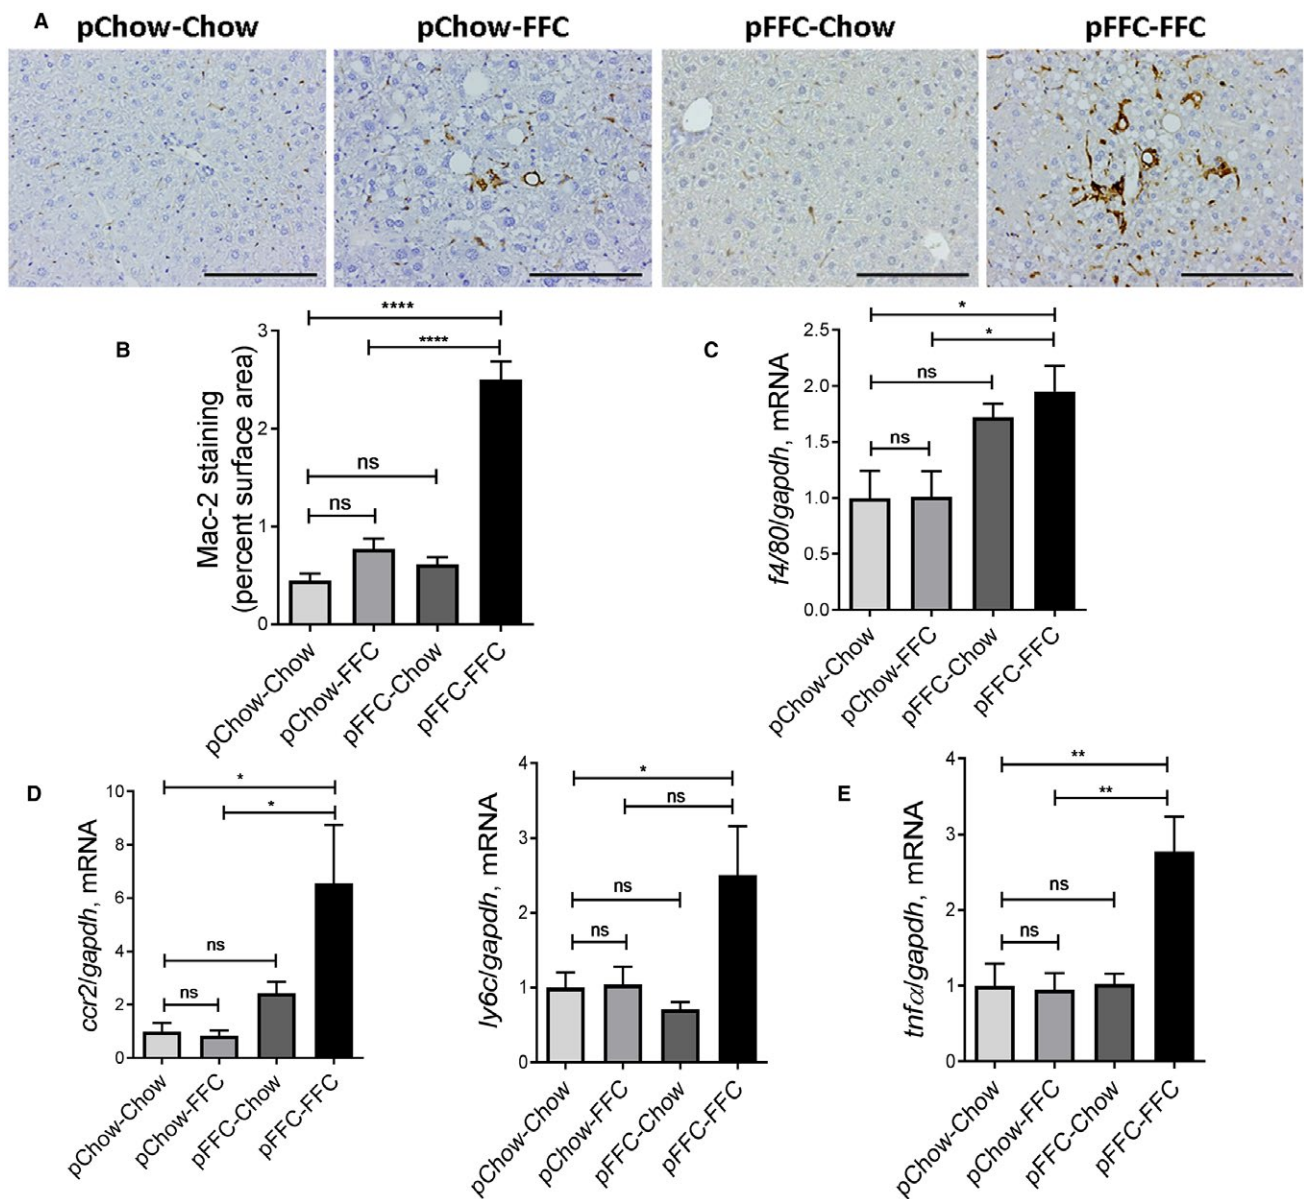 A
pChow-Chow
pChow-FFC
pFFC-Chow
pFFC-FFC
B
Mac-2 staining
(percent surface area)
3
2
1
0
****
****
ns
ns
pChow-Chow
pChow-FFC
pFFC-Chow
pFFC-FFC
C
f4/80/gapdh, mRNA
2.5
2.0
1.5
1.0
0.5
0.0
*
*
ns
ns
pChow-Chow
pChow-FFC
pFFC-Chow
pFFC-FFC
D
ccr2/gapdh, mRNA
10
8
6
4
2
0
*
*
ns
ns
pChow-Chow
pChow-FFC
pFFC-Chow
pFFC-FFC
ly6c/gapdh, mRNA
4
3
2
1
0
*
ns
ns
ns
pChow-Chow
pChow-FFC
pFFC-Chow
pFFC-FFC
E
tnfα/gapdh, mRNA
4
3
2
1
0
**
**
ns
ns
pChow-Chow
pChow-FFC
pFFC-Chow
pFFC-FFC